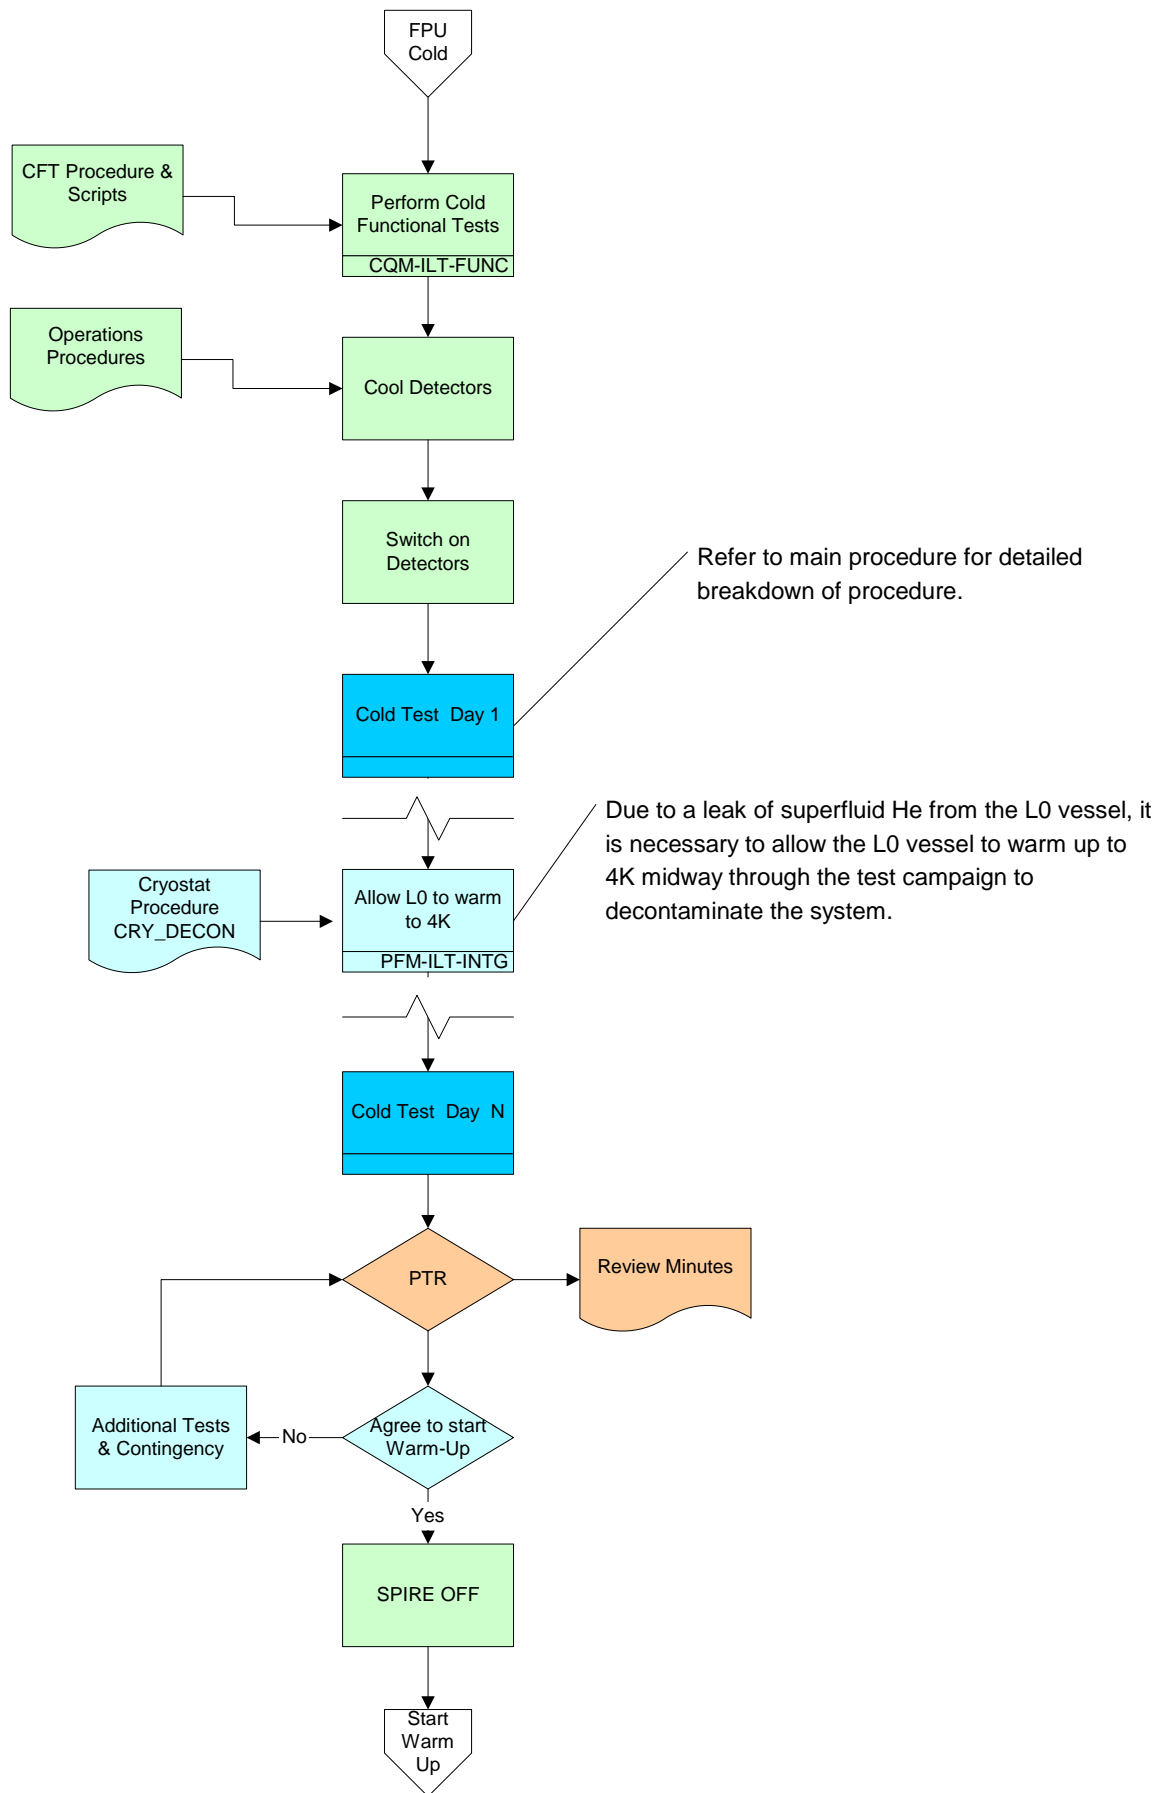 FPU
Cold
CFT Procedure &
Scripts
Perform Cold
Functional Tests
CQM-ILT-FUNC
Operations
Procedures
Cool Detectors
Switch on
Detectors
Refer to main procedure for detailed
breakdown of procedure.
Cold Test  Day 1
Due to a leak of superfluid He from the L0 vessel, it
is necessary to allow the L0 vessel to warm up to
4K midway through the test campaign to
decontaminate the system.
Cryostat
Procedure
CRY_DECON
Allow L0 to warm
to 4K
PFM-ILT-INTG
Cold Test  Day  N
PTR
Review Minutes
Additional Tests
& Contingency
No
Agree to start
Warm-Up
Yes
SPIRE OFF
Start
Warm
Up